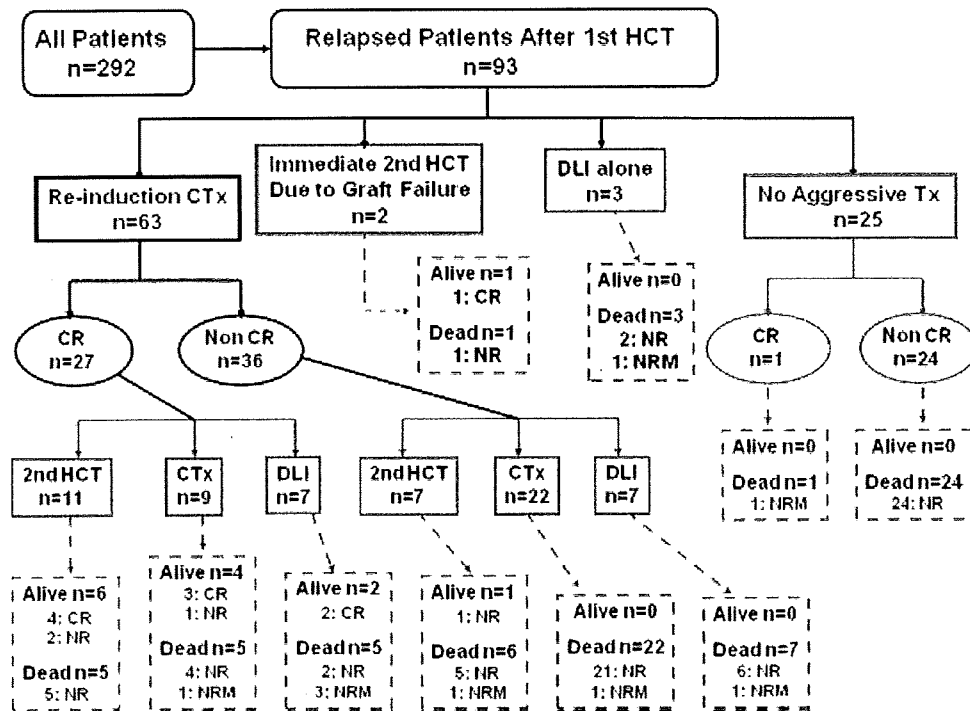 All Patients
n=292
Relapsed Patients After 1st HCT
n=93
Re-induction CTx
n=63
Immediate 2nd HCT
Due to Graft Failure
n=2
DLI alone
n=3
No Aggressive Tx
n=25
Alive n=1
1: CR
Dead n=1
1: NR
Alive n=0
Dead n=3
2: NR
1: NRM
CR
n=27
Non CR
n=36
CR
n=1
Non CR
n=24
Alive n=0
Dead n=1
1: NRM
Alive n=0
Dead n=24
24: NR
2nd HCT
n=11
CTx
n=9
DLI
n=7
2nd HCT
n=7
CTx
n=22
DLI
n=7
Alive n=6
4: CR
2: NR
Dead n=5
5: NR
Alive n=4
3: CR
1: NR
Dead n=5
4: NR
1: NRM
Alive n=2
2: CR
Dead n=5
2: NR
3: NRM
Alive n=1
1: NR
Dead n=6
5: NR
1: NRM
Alive n=0
Dead n=22
21: NR
1: NRM
Alive n=0
Dead n=7
6: NR
1: NRM